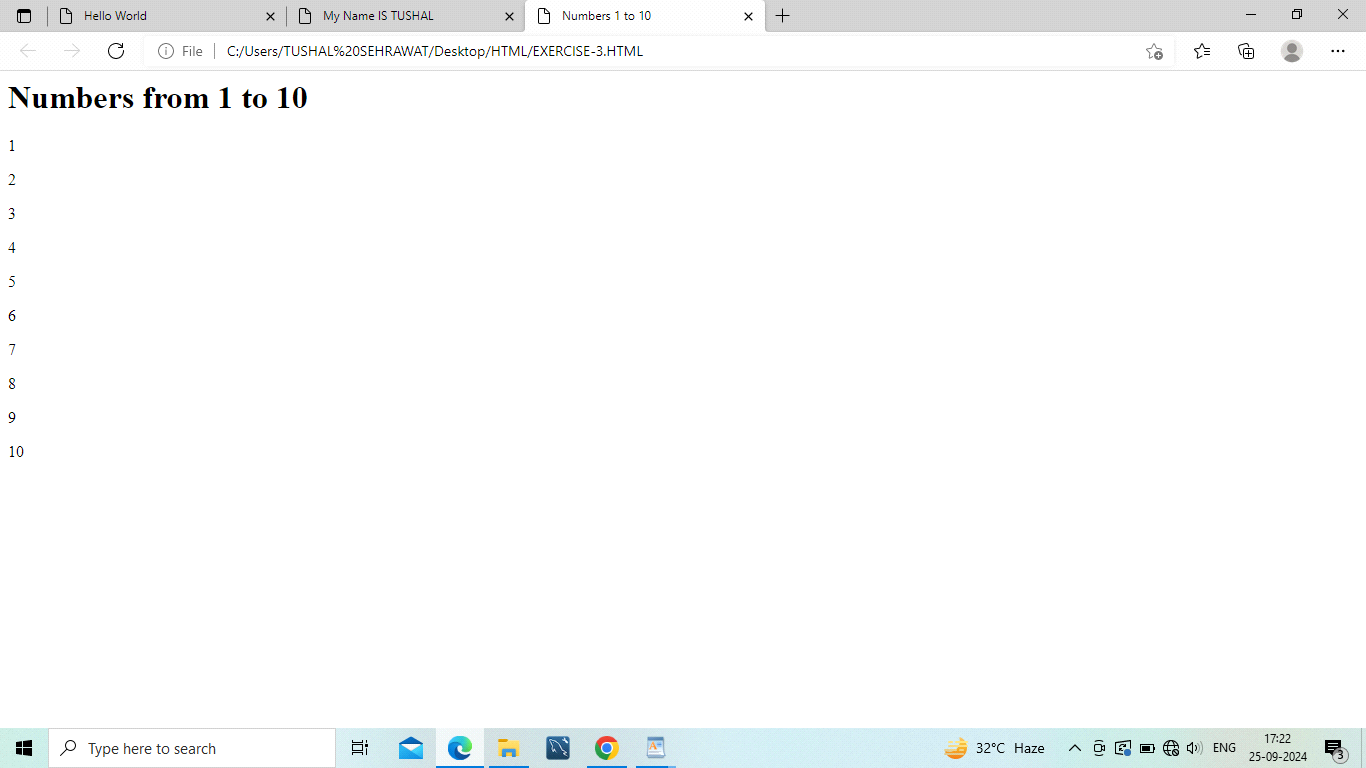 Hello World
My Name IS TUSHAL
Numbers 1 to 10
File
C:/Users/TUSHAL%20SEHRAWAT/Desktop/HTML/EXERCISE-3.HTML
Numbers from 1 to 10
1
2
3
4
5
6
7
8
9
10
Type here to search
32°C Haze
ENG
17:22
25-09-2024
3